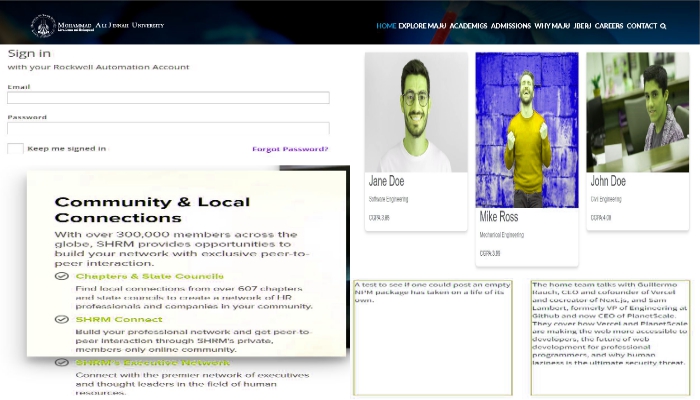 MOHAMMAD ALI JINNAH UNIVERSITY
HOME EXPLORE MAJU ACADEMICS ADMISSIONS WHY MAJU JBERJ CAREERS CONTACT
Sign in
with your Rockwell Automation Account
Email
Password
Keep me signed in
Forgot Password?
Community & Local
Connections
With over 300,000 members across the
globe, SHRM provides opportunities to
build your network with exclusive peer-to-
peer interaction.
Chapters & State Councils
Find local connections from over 607 chapters
and state councils to create a network of HR
professionals and companies in your community.
SHRM Connect
Build your professional network and get peer-to-
peer interaction through SHRM's private,
members-only online community.
SHRM's Executive Network
Connect with the premier network of executives
and thought leaders in the field of human
resources.
Jane Doe
Software Engineering
CGPA:3.89
Mike Ross
Mechanical Engineering
CGPA:3.89
John Doe
Civil Engineering
CGPA:4.00
A test to see if one could post an empty
NPM package has taken on a life of its
own.
The home team talks with Guillermo
Rauch, CEO and cofounder of Vercel
and cocreator of Next.js, and Sam
Lambert, formerly VP of Engineering at
Github and now CEO of PlanetScale.
They cover how Vercel and PlanetScale
are making the web more accessible to
developers, the future of web
development for professional
programmers, and why human
laziness is the ultimate security threat.